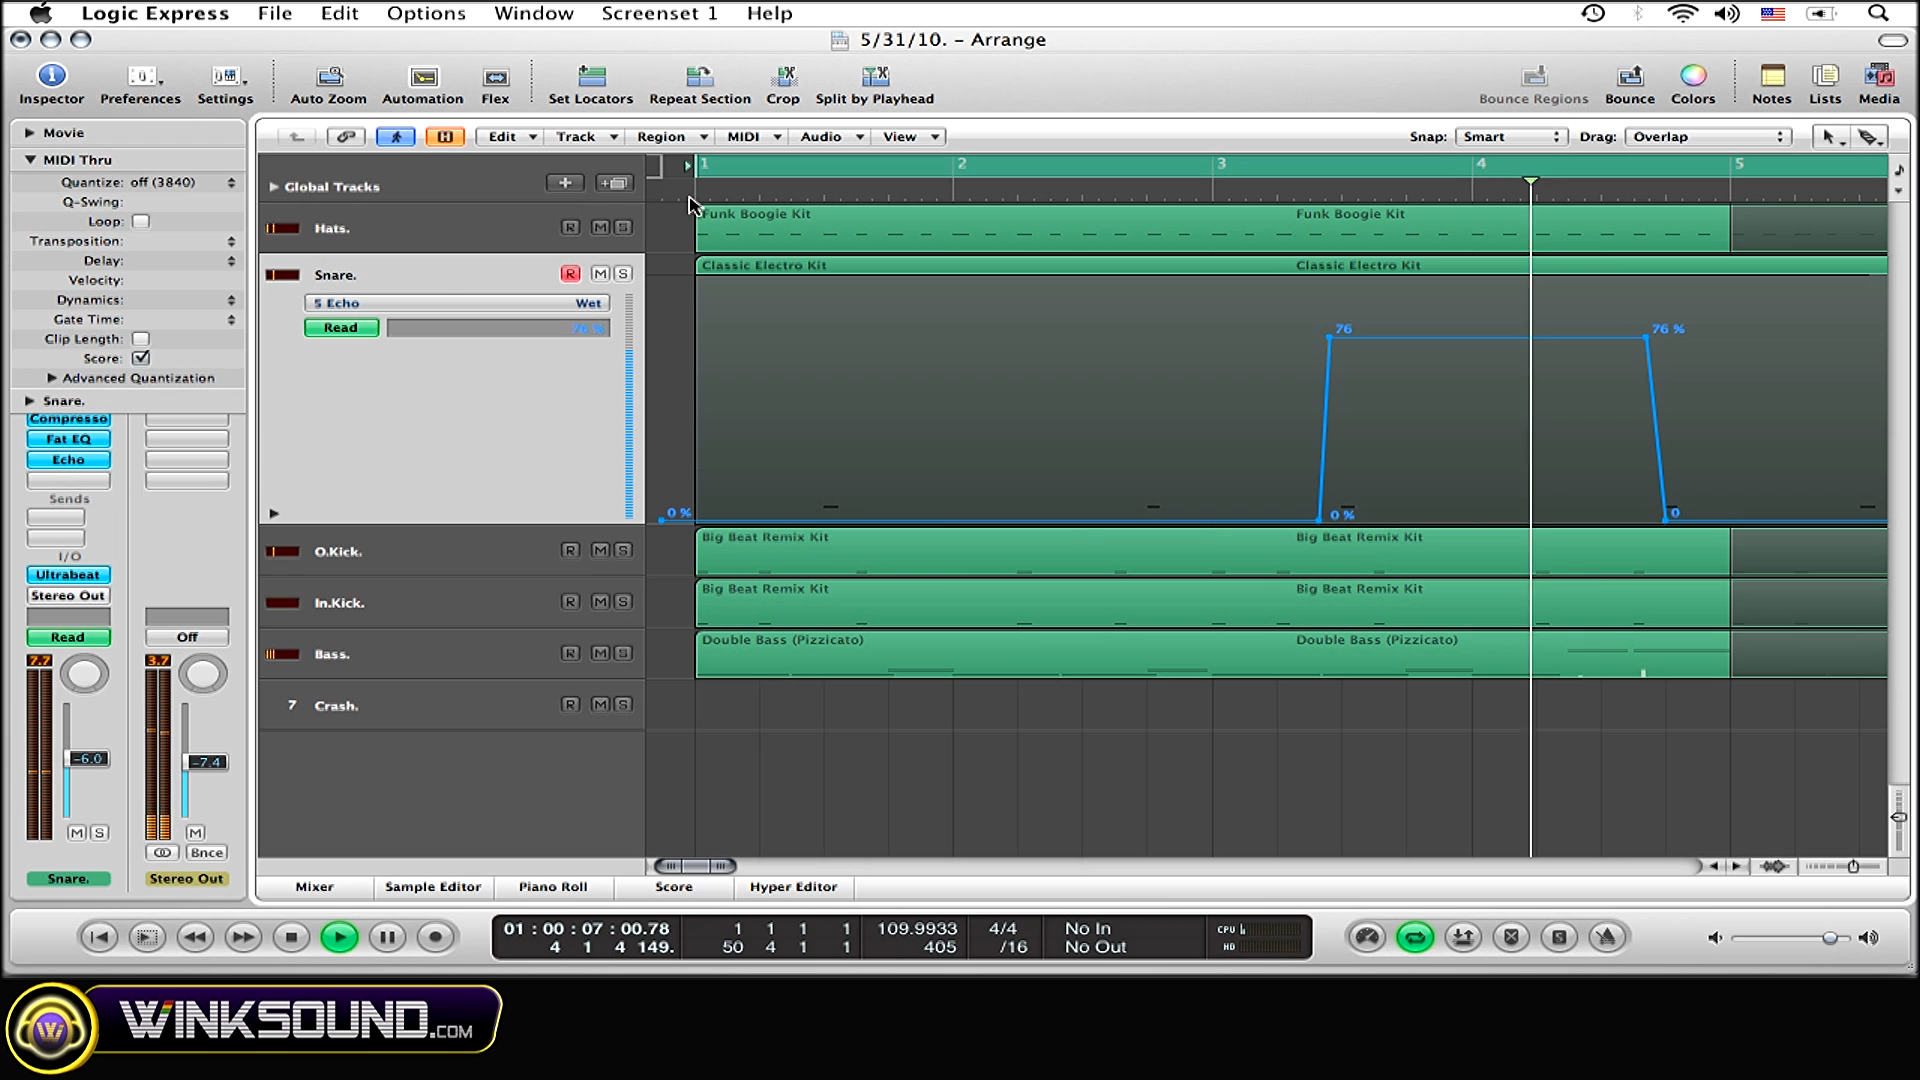 Logic Express File Edit Options Window Screenset 1 Help
5/31/10. - Arrange
Inspector Preferences Settings Auto Zoom Automation Flex Set Locators Repeat Section Crop Split by Playhead Bounce Regions Bounce Colors Notes Lists Media
Edit Track Region MIDI Audio View Snap: Smart Drag: Overlap
Movie
MIDI Thru
Quantize: off (3840)
Q-Swing:
Loop:
Transposition:
Delay:
Velocity:
Dynamics:
Gate Time:
Clip Length:
Score:
Advanced Quantization
Snare.
Compresso
Fat EQ
Echo
Sends
I/O
Ultrabeat
Stereo Out
Read Off
7.7 3.7
-6.0 -7.4
M S M
Bnce
Snare. Stereo Out
1 2 3 4 5
Global Tracks
Hats. R M S
Funk Boogie Kit Funk Boogie Kit
Snare. R M S
Classic Electro Kit Classic Electro Kit
5 Echo Wet
Read 76 %
76 76 %
0 % 0 % 0
O.Kick. R M S
Big Beat Remix Kit Big Beat Remix Kit
In.Kick. R M S
Big Beat Remix Kit Big Beat Remix Kit
Bass. R M S
Double Bass (Pizzicato) Double Bass (Pizzicato)
7 Crash. R M S
Mixer Sample Editor Piano Roll Score Hyper Editor
01 : 00 : 07 : 00.78 1 1 1 1 109.9933 4/4 No In CPU
4 1 4 149. 50 4 1 1 405 /16 No Out HD
W WINKSOUND.COM